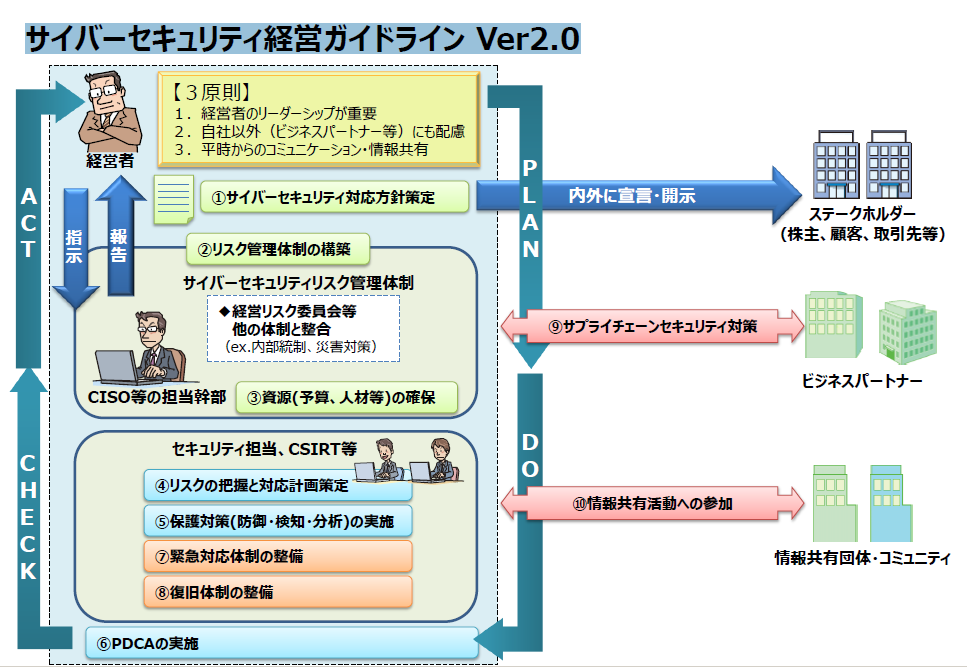 サイバーセキュリティ経営ガイドライン Ver2.0
【３原則】
１．経営者のリーダーシップが重要
２．自社以外（ビジネスパートナー等）にも配慮
３．平時からのコミュニケーション・情報共有
経営者
ACT
PLAN
①サイバーセキュリティ対応方針策定
内外に宣言・開示
ステークホルダー
（株主、顧客、取引先等）
指示
報告
②リスク管理体制の構築
サイバーセキュリティリスク管理体制
◆経営リスク委員会等
他の体制と整合
（ex.内部統制、災害対策）
⑨サプライチェーンセキュリティ対策
ビジネスパートナー
CISO等の担当幹部
③資源(予算、人材等)の確保
CHECK
DO
セキュリティ担当、CSIRT等
④リスクの把握と対応計画策定
⑤保護対策(防御・検知・分析)の実施
⑦緊急対応体制の整備
⑧復旧体制の整備
⑩情報共有活動への参加
情報共有団体・コミュニティ
⑥PDCAの実施